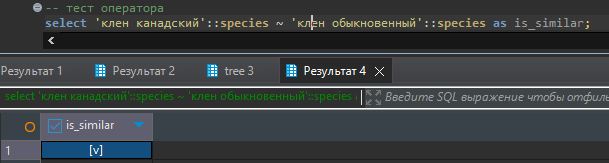 -- тест оператора
select 'клен канадский'::species ~ 'клен обыкновенный'::species as is_similar;
Результат 1 Результат 2 tree 3 Результат 4
select 'клен канадский'::species ~ 'клен обыкновенный'::species Введите SQL выражение чтобы отфиль
is_similar
1 [v]